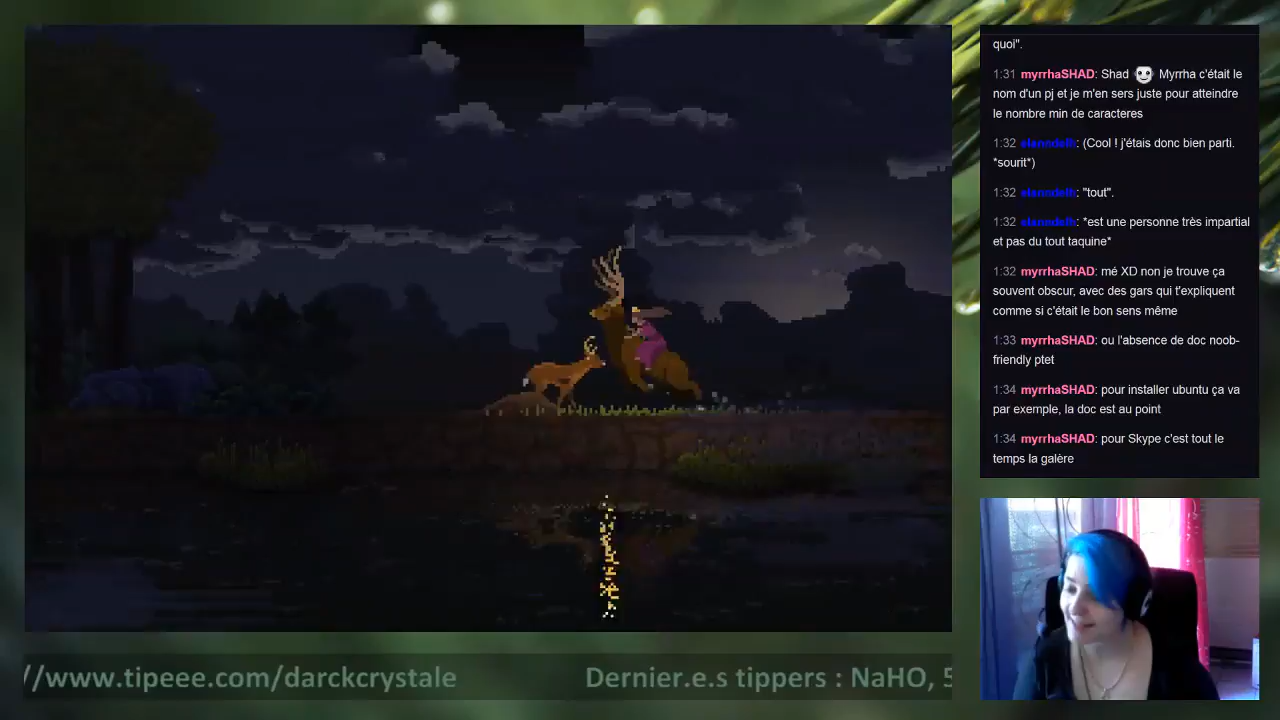 quoi".
1:31 myrrhaSHAD: Shad Myrrha c'était le
nom d'un pj et je m'en sers juste pour atteindre
le nombre min de caracteres
1:32 elanndelh: (Cool ! j'étais donc bien parti.
*sourit*)
1:32 elanndelh: "tout".
1:32 elanndelh: *est une personne très impartial
et pas du tout taquine*
1:32 myrrhaSHAD: mé XD non je trouve ça
souvent obscur, avec des gars qui t'expliquent
comme si c'était le bon sens même
1:33 myrrhaSHAD: ou l'absence de doc noob-
friendly ptet
1:34 myrrhaSHAD: pour installer ubuntu ça va
par exemple, la doc est au point
1:34 myrrhaSHAD: pour Skype c'est tout le
temps la galère
//www.tipeee.com/darckcrystale Dernier.e.s tippers : NaHO, 5